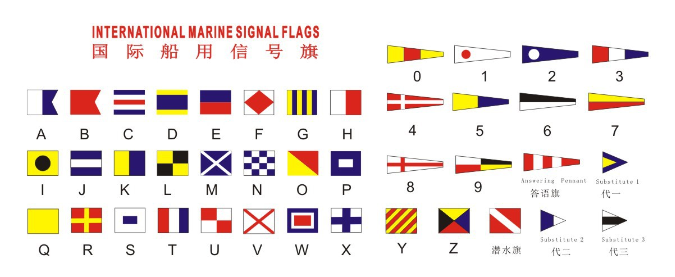 INTERNATIONAL MARINE SIGNAL FLAGS
国际船用信号旗
A B C D E F G H
I J K L M N O P
Q R S T U V W X
0 1 2 3
4 5 6 7
8 9 Answering Pennant Substitute 1
答语旗 代一
Y Z 潜水旗 Substitute 2 Substitute 3
代二 代三